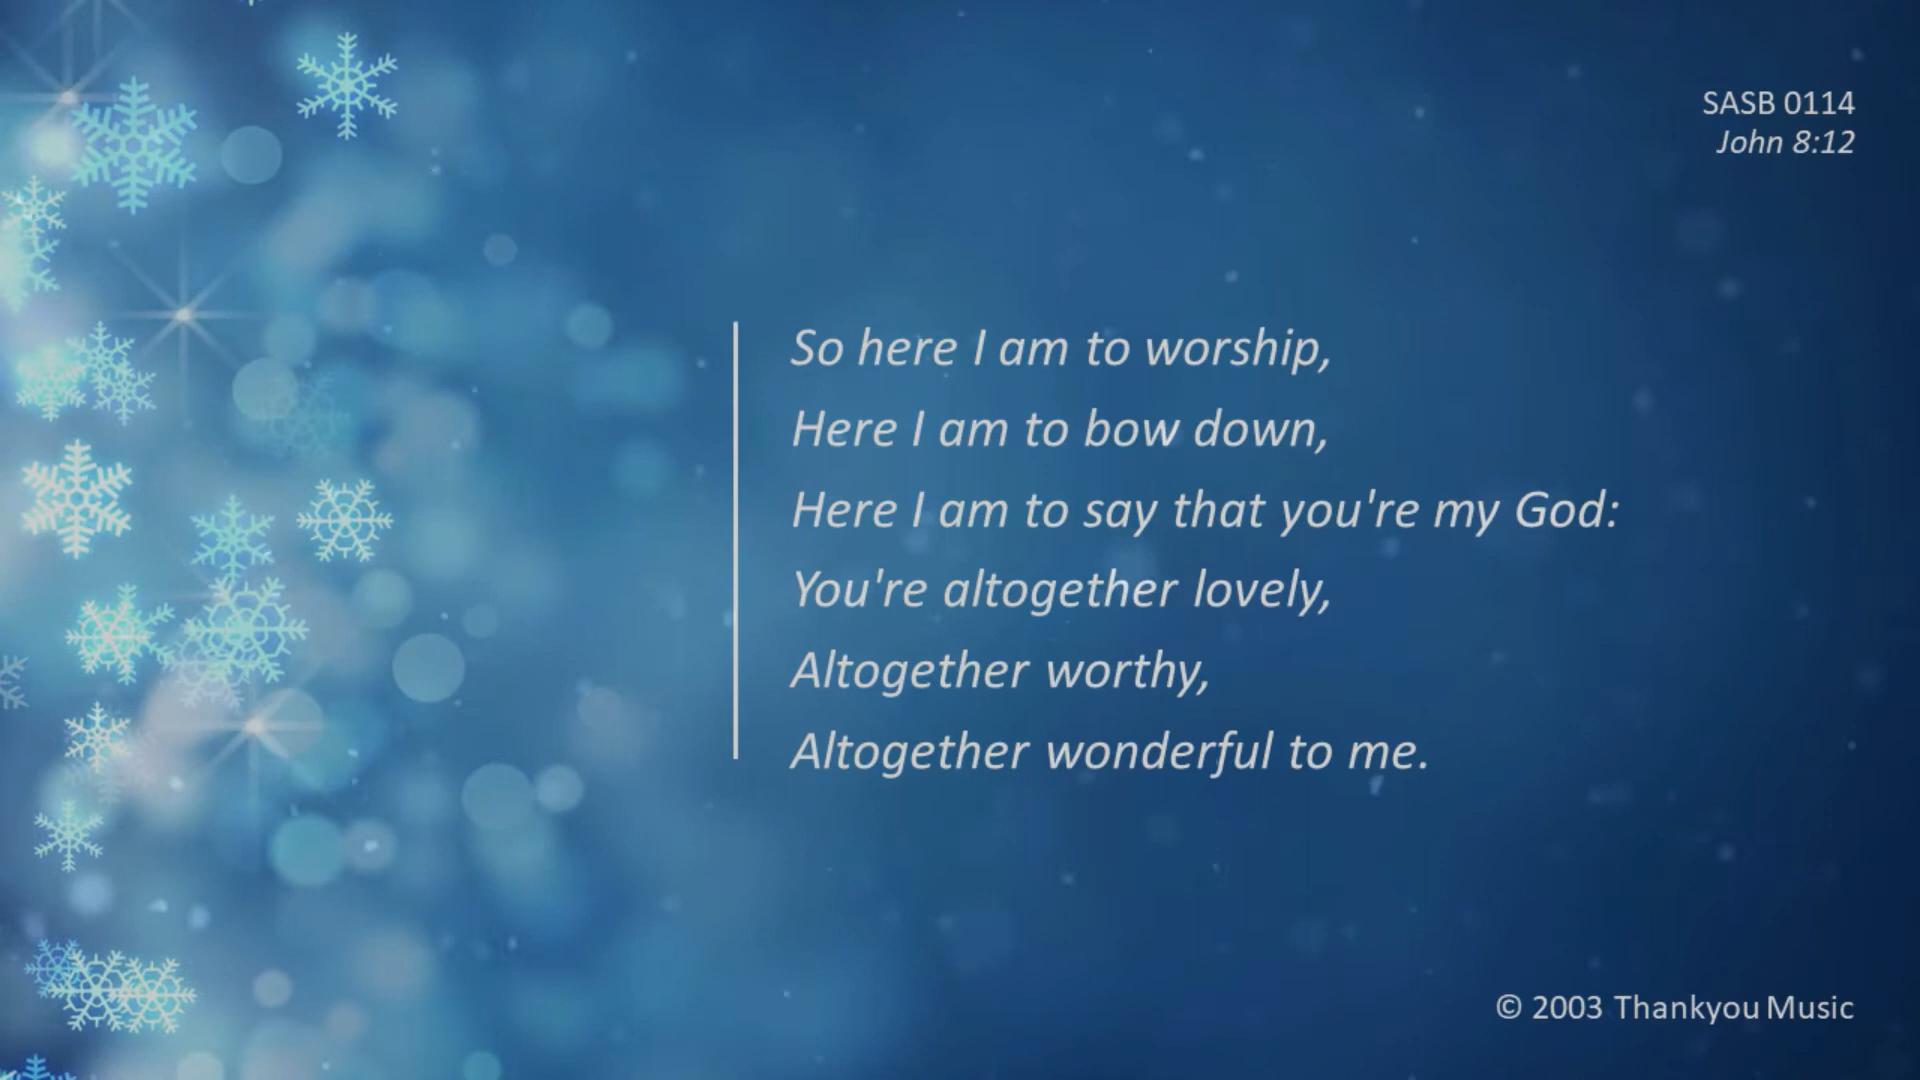 SASB 0114
John 8:12
So here I am to worship,
Here I am to bow down,
Here I am to say that you're my God:
You're altogether lovely,
Altogether worthy,
Altogether wonderful to me.
© 2003 Thankyou Music